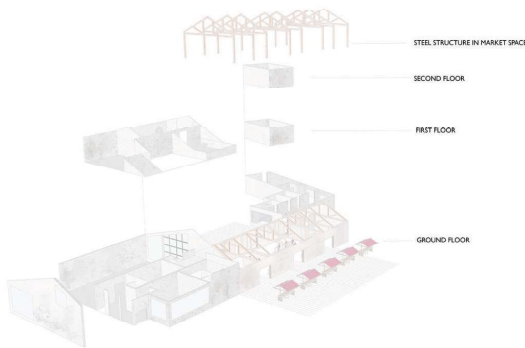 STEEL STRUCTURE IN MARKET SPACE
SECOND FLOOR
FIRST FLOOR
GROUND FLOOR